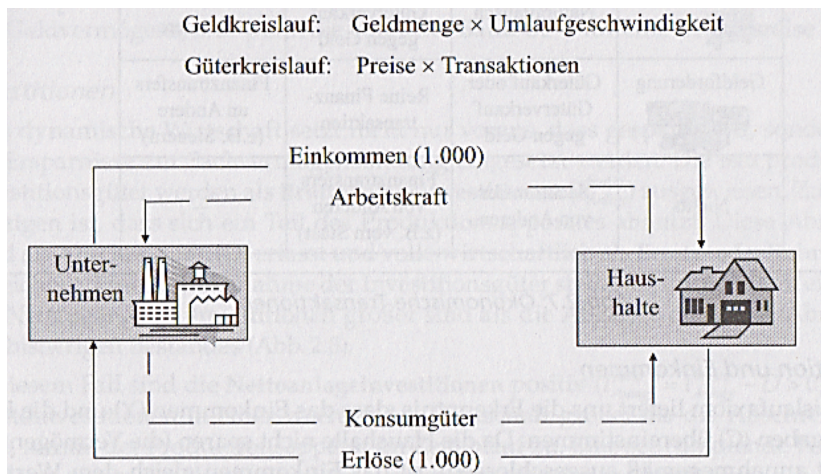 Geldkreislauf: Geldmenge × Umlaufgeschwindigkeit
Güterkreislauf: Preise × Transaktionen
Einkommen (1.000)
Arbeitskraft
Unter-
nehmen
Haus-
halte
Konsumgüter
Erlöse (1.000)